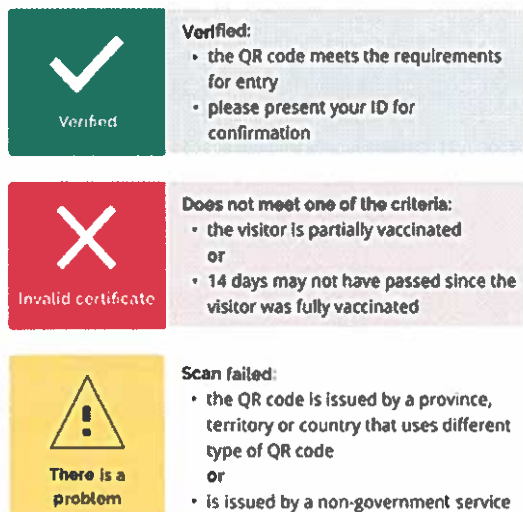 Verified
Verified:
• the QR code meets the requirements
for entry
• please present your ID for
confirmation
Invalid certificate
Does not meet one of the criteria:
• the visitor is partially vaccinated
or
• 14 days may not have passed since the
visitor was fully vaccinated
!
There is a
problem
Scan failed:
• the QR code is issued by a province,
territory or country that uses different
type of QR code
or
• is issued by a non-government service